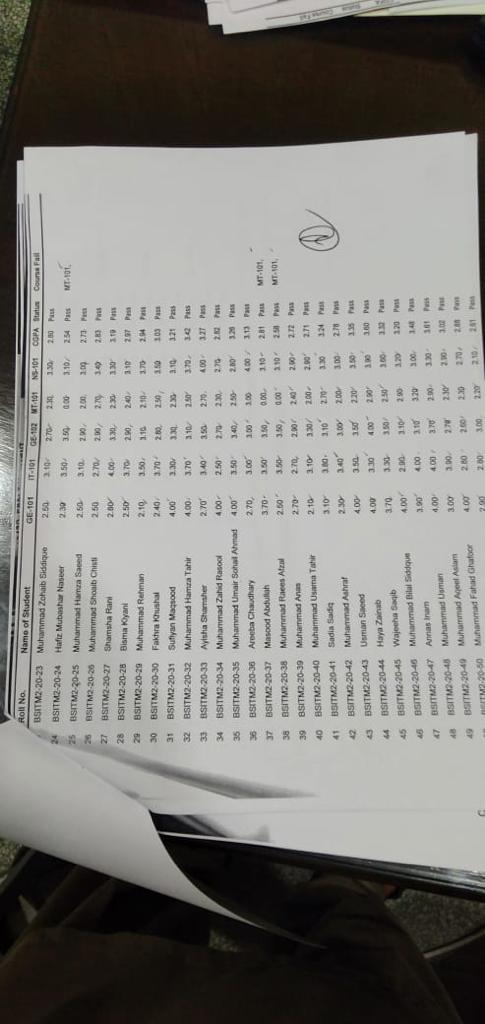 Roll No. Name of Student GE-101 IT-101 GE-102 MT-101 NS-101 CGPA Status Course Fail
BSITM2-20-23 Muhammad Zohaib Siddique 2.50 3.10 2.70 2.30 3.30 2.80 Pass
24 BSITM2-20-24 Hafiz Mubashar Naseer 2.39 3.50 3.50 0.00 3.10 2.54 Pass MT-101,
25 BSITM2-20-25 Muhammad Hamza Saeed 2.50 3.10 2.90 2.00 3.00 2.73 Pass
26 BSITM2-20-26 Muhammad Shoaib Chisti 2.50 2.70 2.90 2.70 3.40 2.83 Pass
27 BSITM2-20-27 Shamsha Rani 2.80 4.00 3.30 2.30 3.30 3.19 Pass
28 BSITM2-20-28 Bisma Kiyani 2.50 3.70 2.90 2.40 3.10 2.97 Pass
29 BSITM2-20-29 Muhammad Rehman 2.10 3.50 3.10 2.10 3.70 2.94 Pass
30 BSITM2-20-30 Fakhra Khushal 2.40 3.70 2.80 2.50 3.50 3.03 Pass
31 BSITM2-20-31 Sufyan Maqsood 4.00 3.30 3.30 2.30 3.10 3.21 Pass
32 BSITM2-20-32 Muhammad Hamza Tahir 4.00 3.70 3.10 2.50 3.70 3.42 Pass
33 BSITM2-20-33 Ayisha Shamsher 2.70 3.40 3.50 2.70 4.00 3.27 Pass
34 BSITM2-20-34 Muhammad Zahid Rasool 4.00 2.50 2.70 2.30 2.70 2.82 Pass
35 BSITM2-20-35 Muhammad Umair Sohail Ahmad 4.00 3.50 3.40 2.50 2.80 3.26 Pass
36 BSITM2-20-36 Areeba Chaudhary 2.70 3.00 3.00 3.00 4.00 3.13 Pass
37 BSITM2-20-37 Masood Abdullah 3.70 3.50 3.50 0.00 3.10 2.81 Pass MT-101,
38 BSITM2-20-38 Muhammad Raees Afzal 2.50 3.50 3.50 0.00 3.10 2.58 Pass MT-101,
39 BSITM2-20-39 Muhammad Anas 2.70 2.70 2.90 2.40 2.90 2.72 Pass
40 BSITM2-20-40 Muhammad Usama Tahir 2.10 3.10 3.30 2.00 2.90 2.71 Pass
41 BSITM2-20-41 Sadia Sadiq 3.10 3.80 3.10 2.70 3.30 3.24 Pass
42 BSITM2-20-42 Muhammad Ashraf 2.30 3.40 3.00 2.00 3.00 2.78 Pass
43 BSITM2-20-43 Usman Saeed 4.00 3.50 3.50 2.20 3.50 3.35 Pass
44 BSITM2-20-44 Haya Zainab 4.00 3.30 4.00 2.90 3.90 3.60 Pass
45 BSITM2-20-45 Wajeeha Saqib 3.70 3.30 3.50 2.50 3.60 3.32 Pass
46 BSITM2-20-46 Muhammad Bilal Siddique 4.00 2.90 3.10 2.90 3.20 3.20 Pass
47 BSITM2-20-47 Annas Inam 3.90 4.00 3.10 3.20 3.00 3.48 Pass
48 BSITM2-20-48 Muhammad Usman 4.00 4.00 3.70 2.90 3.30 3.61 Pass
49 BSITM2-20-49 Muhammad Aqeel Aslam 3.00 3.90 2.30 2.90 3.02 Pass
BSITM2-20-50 Muhammad Fahad Ghafoor 4.00 2.80 2.60 2.30 2.70 2.88 Pass
2.90 2.80 3.00 2.20 2.10 2.61 Pass